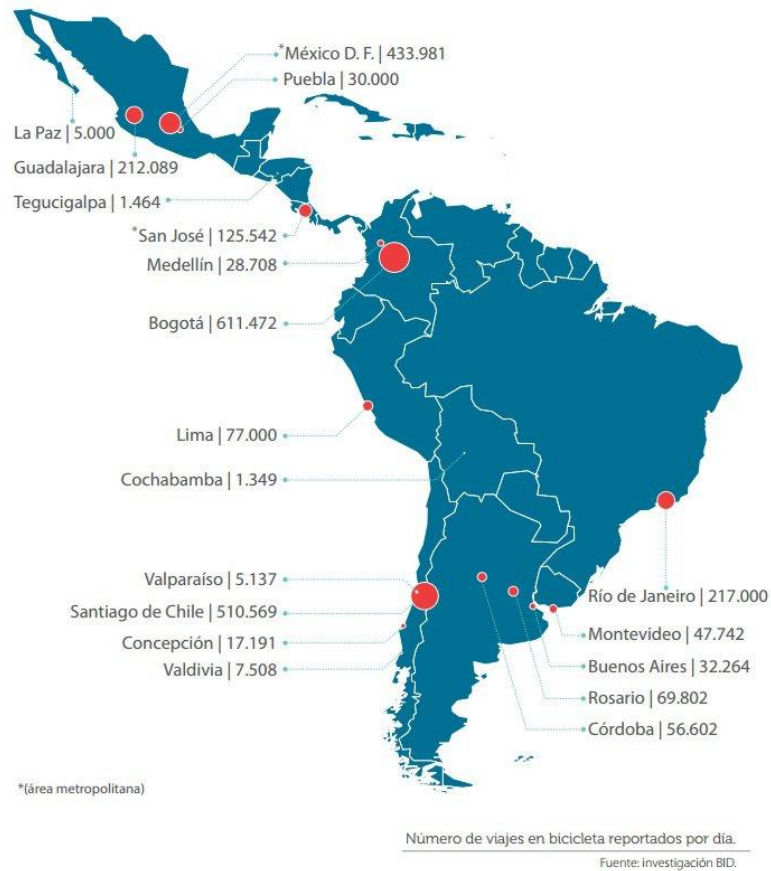 *México D. F. | 433.981
Puebla | 30.000
La Paz | 5.000
Guadalajara | 212.089
Tegucigalpa | 1.464
*San José | 125.542
Medellín | 28.708
Bogotá | 611.472
Lima | 77.000
Cochabamba | 1.349
Valparaíso | 5.137
Santiago de Chile | 510.569
Concepción | 17.191
Valdivia | 7.508
Río de Janeiro | 217.000
Montevideo | 47.742
Buenos Aires | 32.264
Rosario | 69.802
Córdoba | 56.602
*(área metropolitana)
Número de viajes en bicicleta reportados por día.
Fuente: investigación BID.